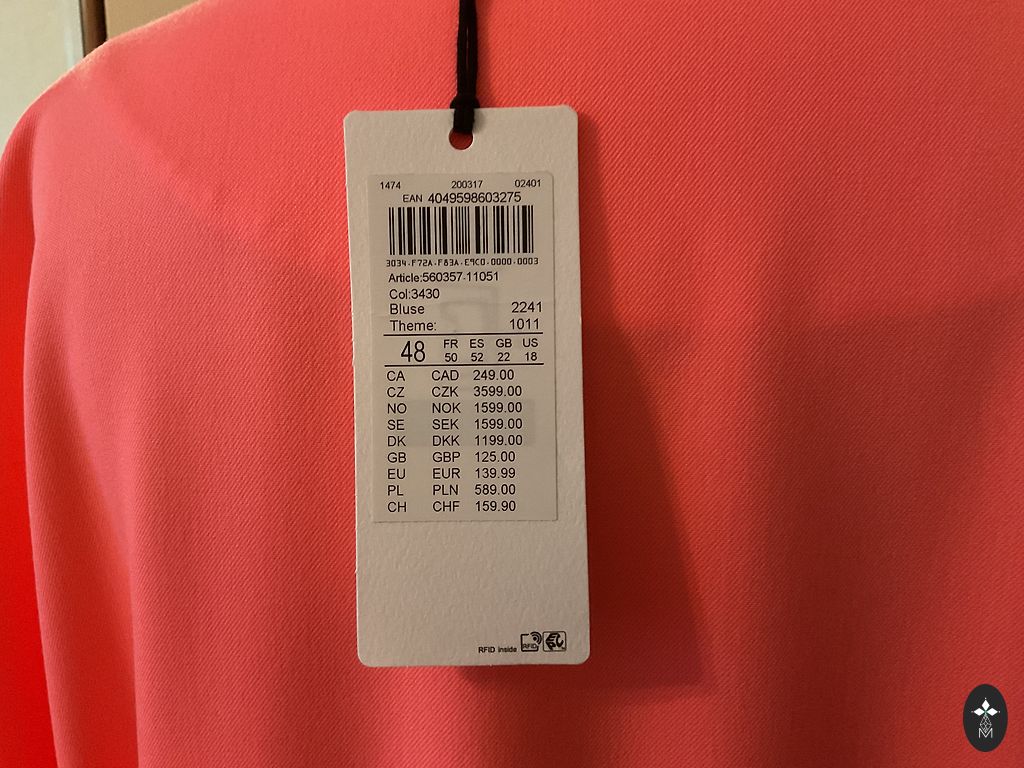 1474 200317 02401
EAN 4049598603275
3034.F72A.F83A.E9C0.0000.0003
Article:560357-11051
Col:3430
Bluse 2241
Theme: 1011
48 FR ES GB US
50 52 22 18
CA CAD 249.00
CZ CZK 3599.00
NO NOK 1599.00
SE SEK 1599.00
DK DKK 1199.00
GB GBP 125.00
EU EUR 139.99
PL PLN 589.00
CH CHF 159.90
RFID inside RFID
M